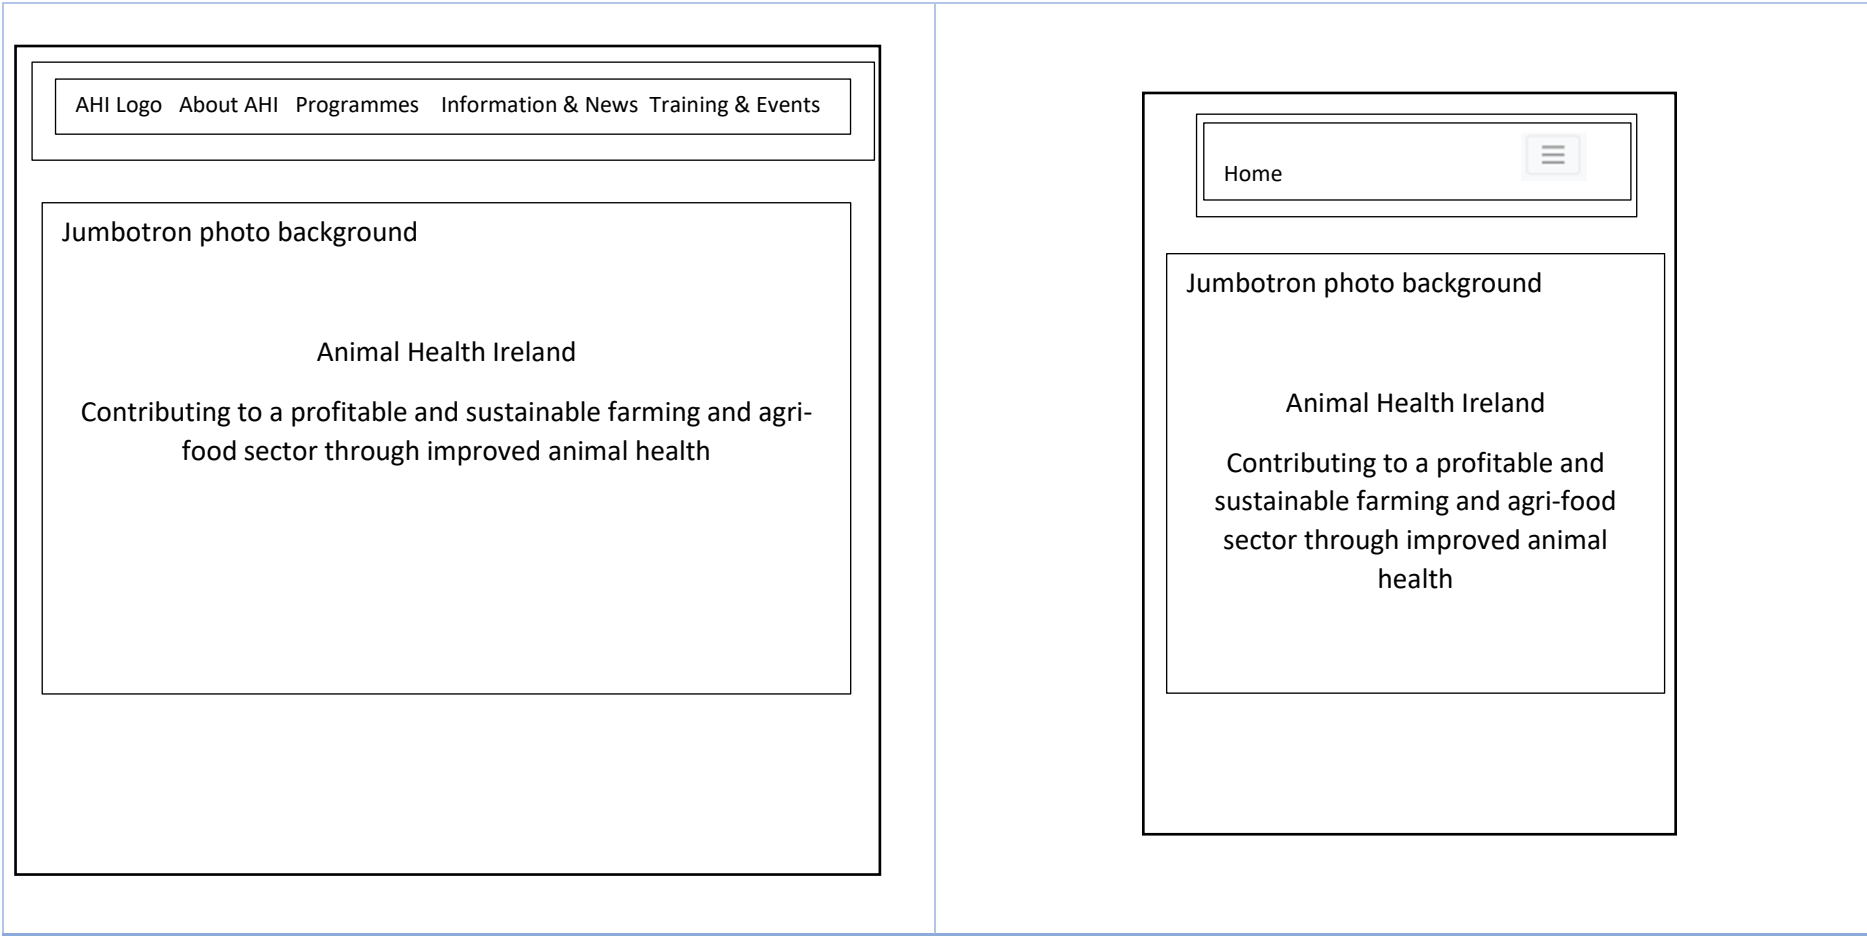 AHI Logo About AHI Programmes Information & News Training & Events
Jumbotron photo background
Animal Health Ireland
Contributing to a profitable and sustainable farming and agri-
food sector through improved animal health
Home
Jumbotron photo background
Animal Health Ireland
Contributing to a profitable and
sustainable farming and agri-food
sector through improved animal
health